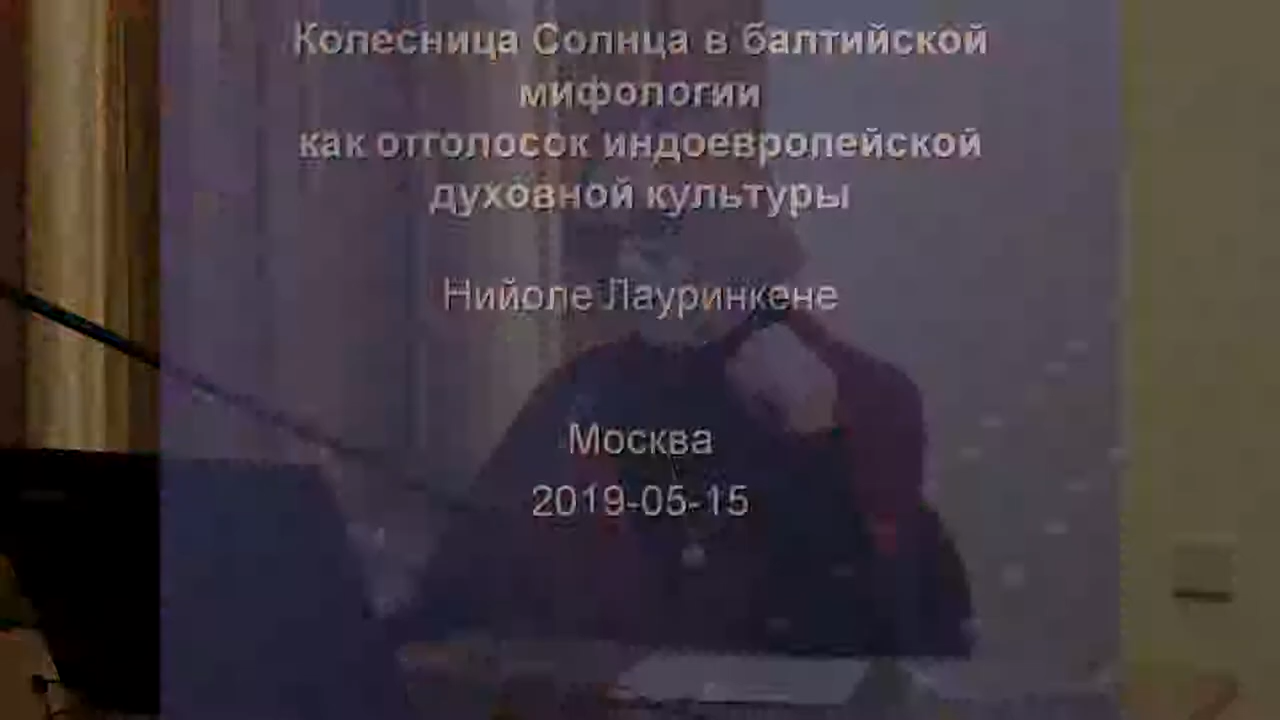 Колесница Солнца в балтийской
мифологии
как отголосок индоевропейской
духовной культуры
Нийоле Лауринкене
Москва
2019-05-15